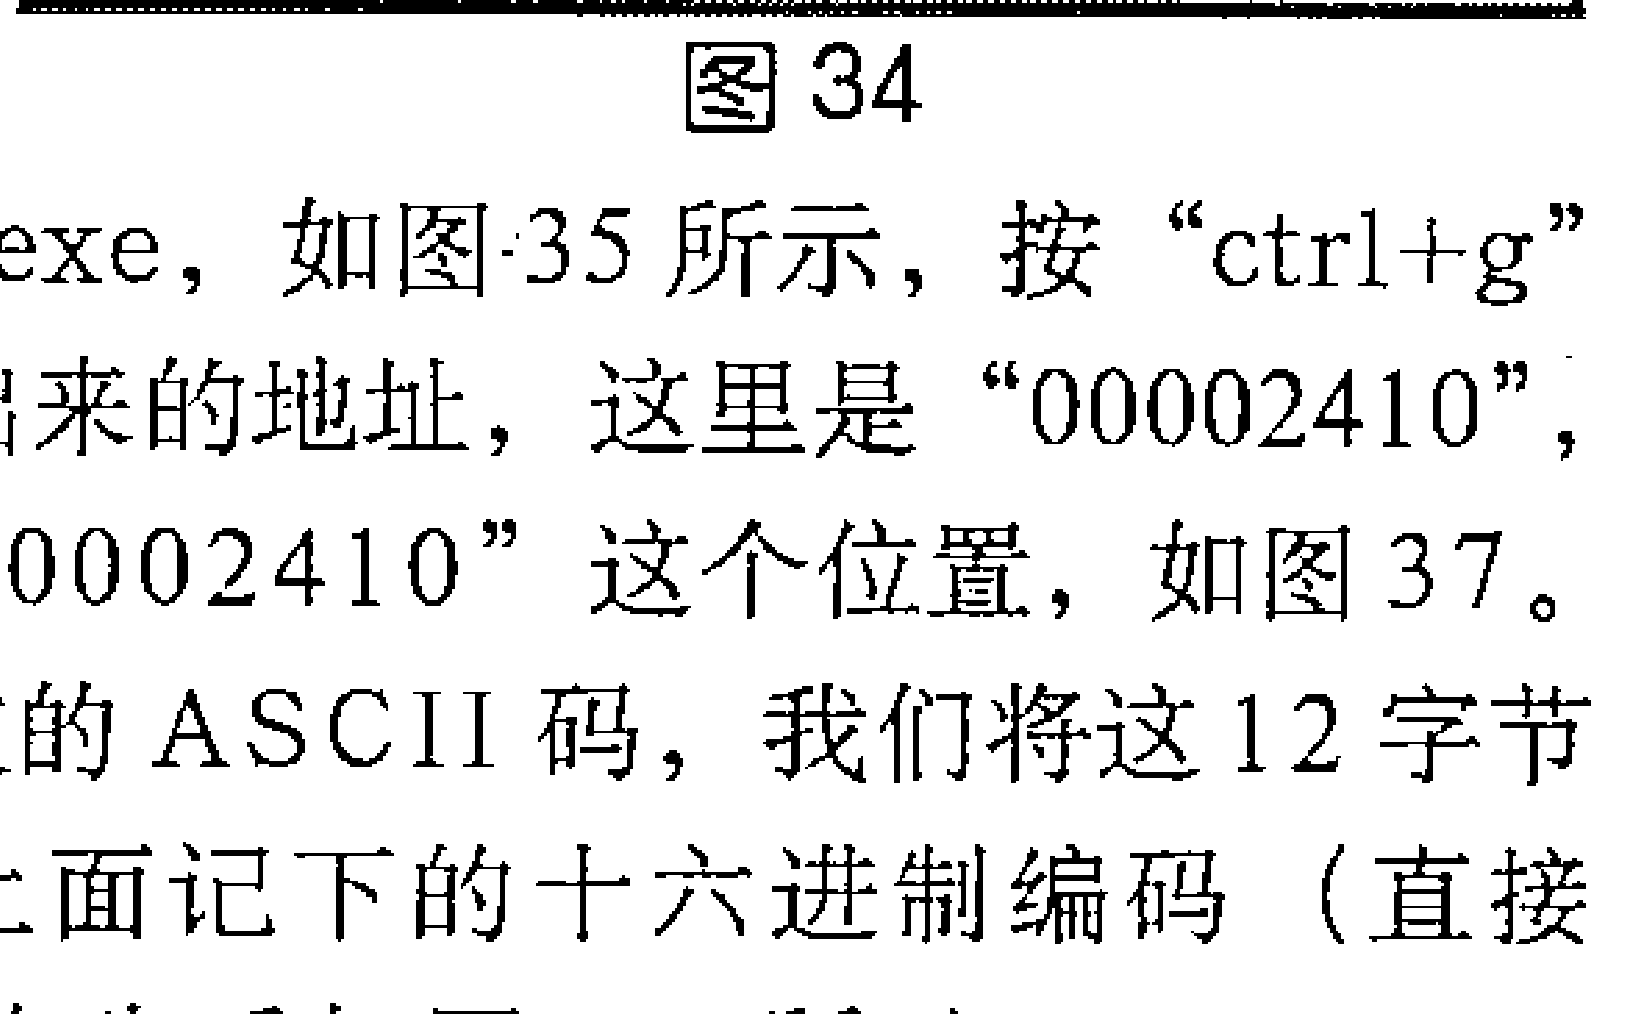 图 34
exe，如图 35 所示，按“ctrl+g”
来的地址，这里是“00002410”，
0002410”这个位置，如图 37。
的 ASCII 码，我们将这 12 字节
面记下的十六进制编码（直接